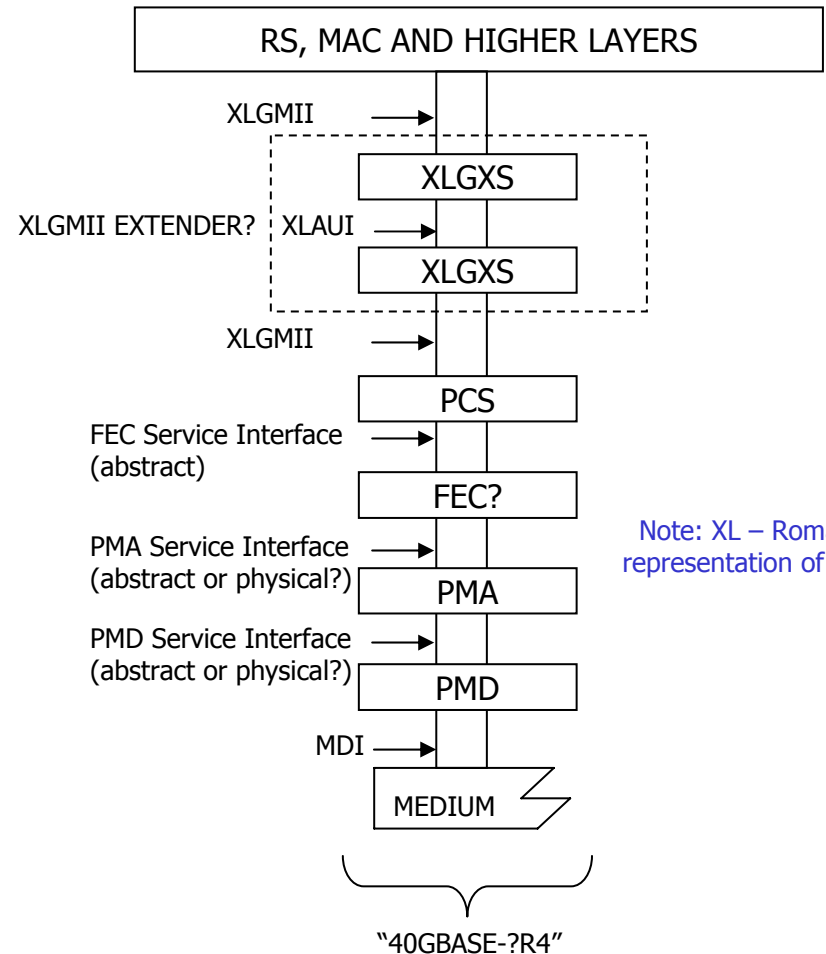 RS, MAC AND HIGHER LAYERS
XLGMII
XLGXS
XLGMII EXTENDER?
XLAUI
XLGXS
XLGMII
PCS
FEC Service Interface
(abstract)
FEC?
Note: XL – Rom
representation of
PMA Service Interface
(abstract or physical?)
PMA
PMD Service Interface
(abstract or physical?)
PMD
MDI
MEDIUM
“40GBASE-?R4”